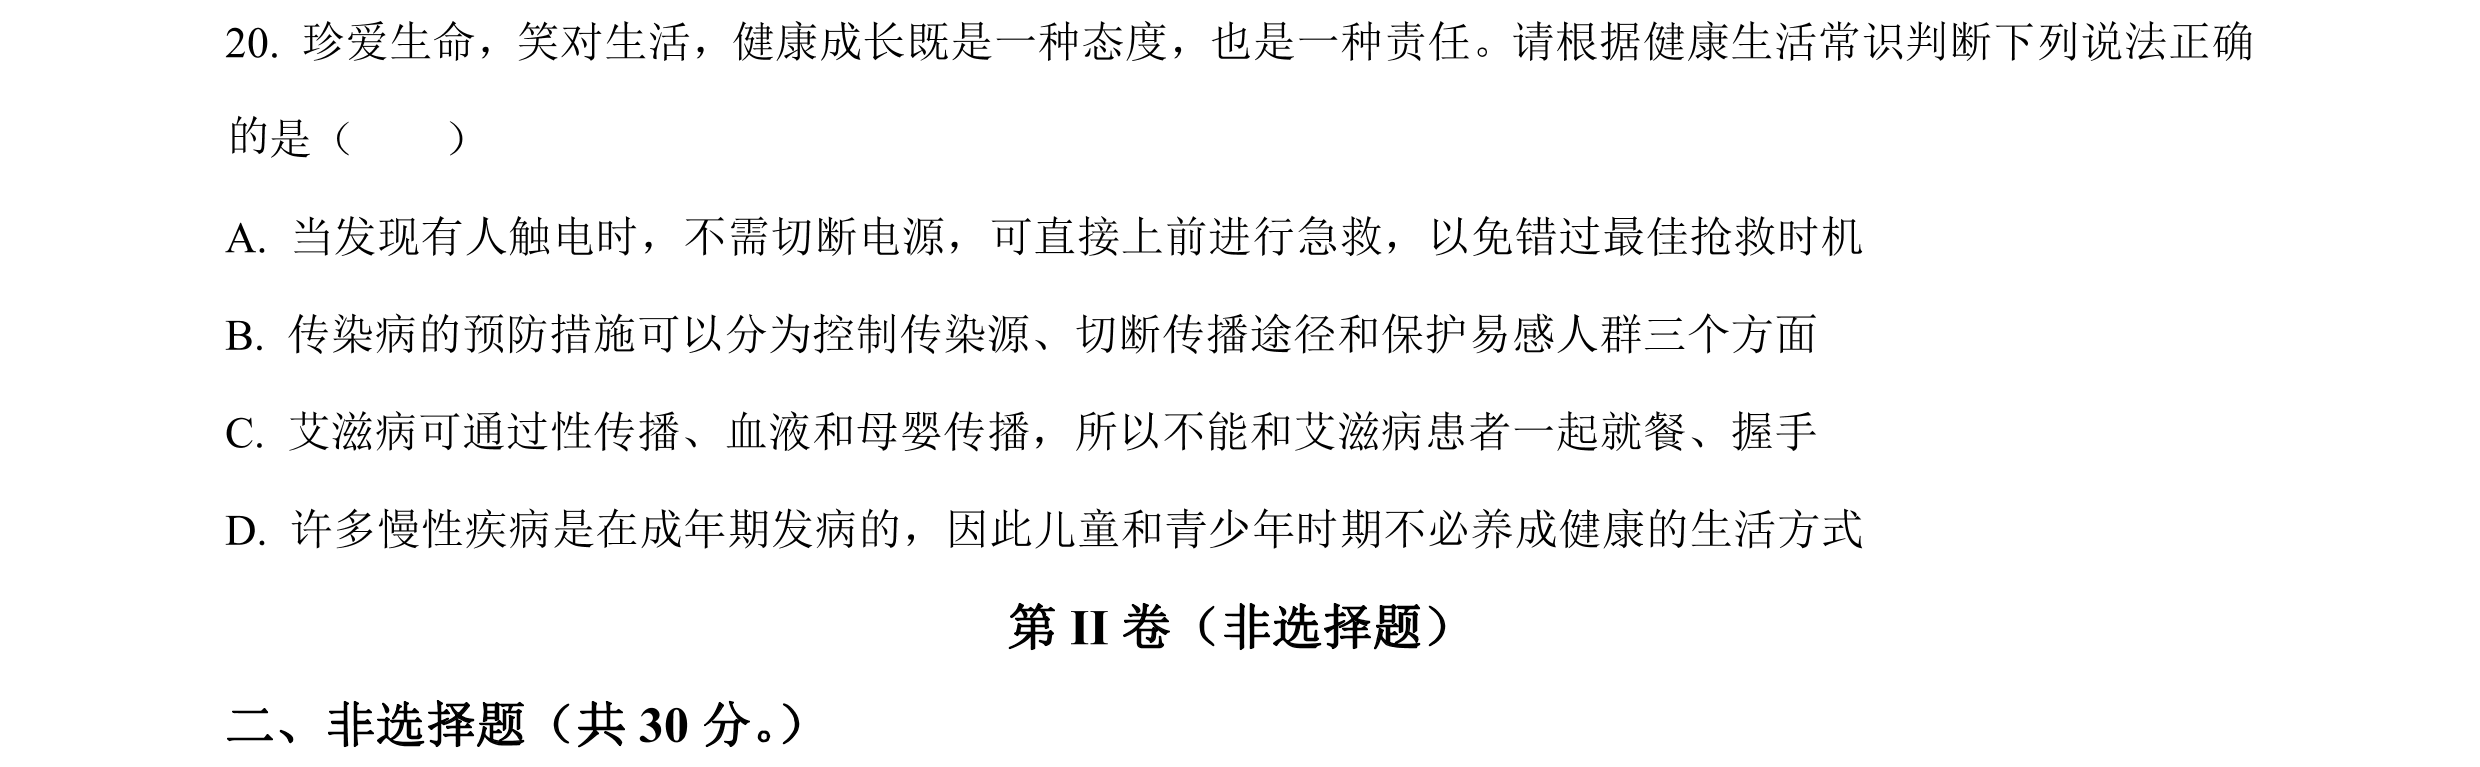 20. 珍爱生命，笑对生活，健康成长既是一种态度，也是一种责任。请根据健康生活常识判断下列说法正确
的是（　　）
A. 当发现有人触电时，不需切断电源，可直接上前进行急救，以免错过最佳抢救时机
B. 传染病的预防措施可以分为控制传染源、切断传播途径和保护易感人群三个方面
C. 艾滋病可通过性传播、血液和母婴传播，所以不能和艾滋病患者一起就餐、握手
D. 许多慢性疾病是在成年期发病的，因此儿童和青少年时期不必养成健康的生活方式
第 II 卷（非选择题）
二、非选择题（共 30 分。）